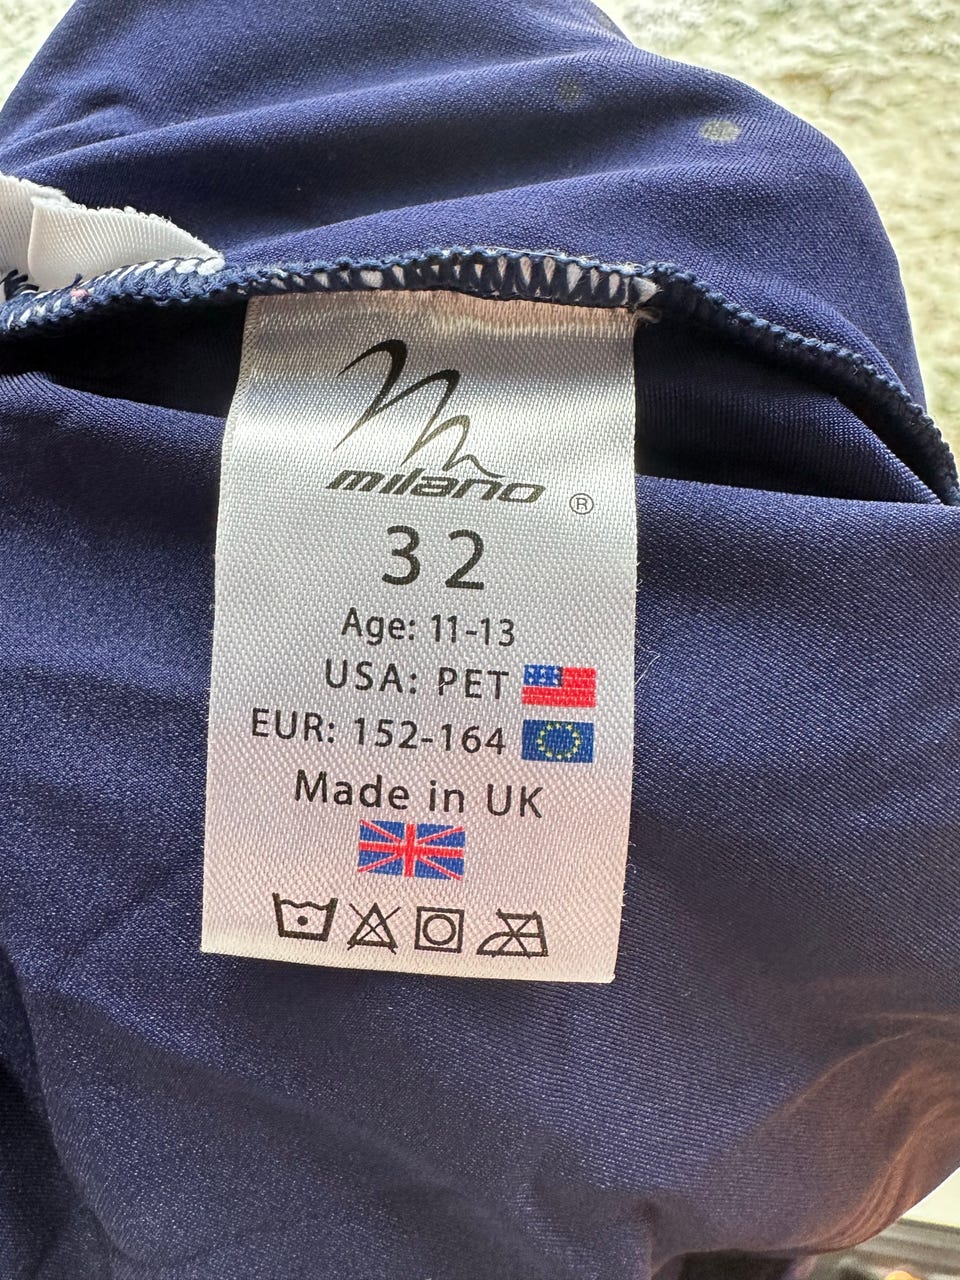 milano ®
32
Age: 11-13
USA: PET
EUR: 152-164
Made in UK